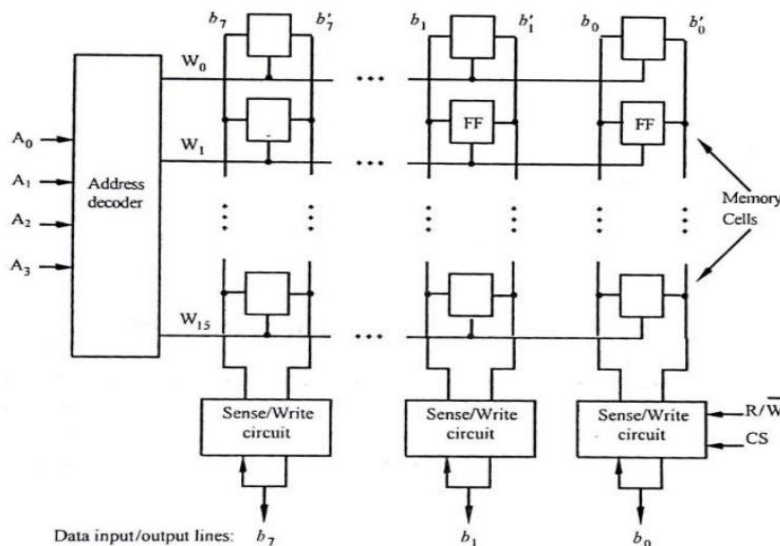 b7 b'7 b1 b'1 b0 b'0
W0
•••
FF FF
A0
W1
•••
A1
Address
decoder
Memory
Cells
A2
A3
W15
•••
Sense/Write
circuit
Sense/Write
circuit
Sense/Write
circuit
R/W̅
CS
Data input/output lines: b7 b1 b0